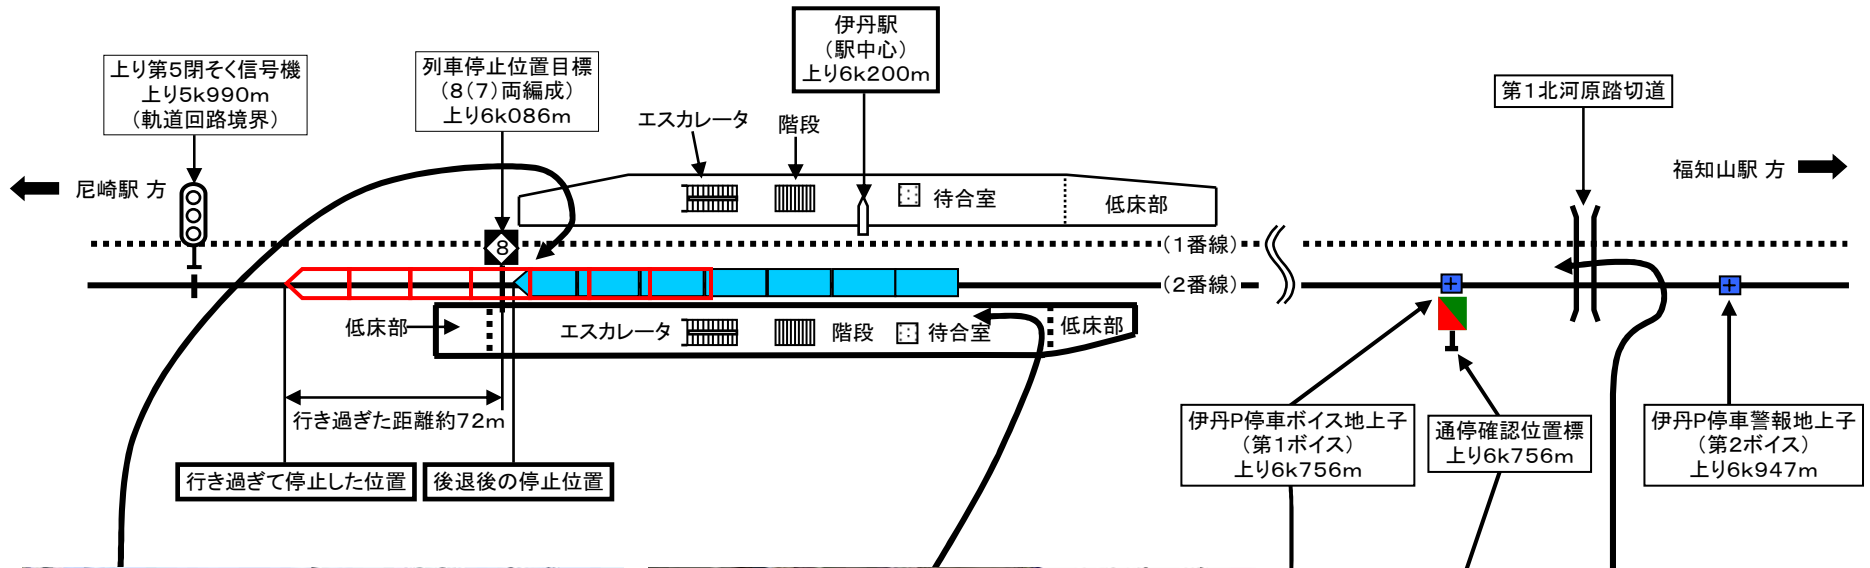 伊丹駅
(駅中心)
上り6k200m
上り第5閉そく信号機
上り5k990m
(軌道回路境界)
列車停止位置目標
(8(7)両編成)
上り6k086m
第1北河原踏切道
エスカレータ
階段
尼崎駅 方
福知山駅 方
待合室
低床部
8
(1番線)
(2番線)
低床部
エスカレータ
階段
待合室
低床部
行き過ぎた距離約72m
行き過ぎて停止した位置
後退後の停止位置
伊丹P停車ボイス地上子
(第1ボイス)
上り6k756m
通停確認位置標
上り6k756m
伊丹P停車警報地上子
(第2ボイス)
上り6k947m